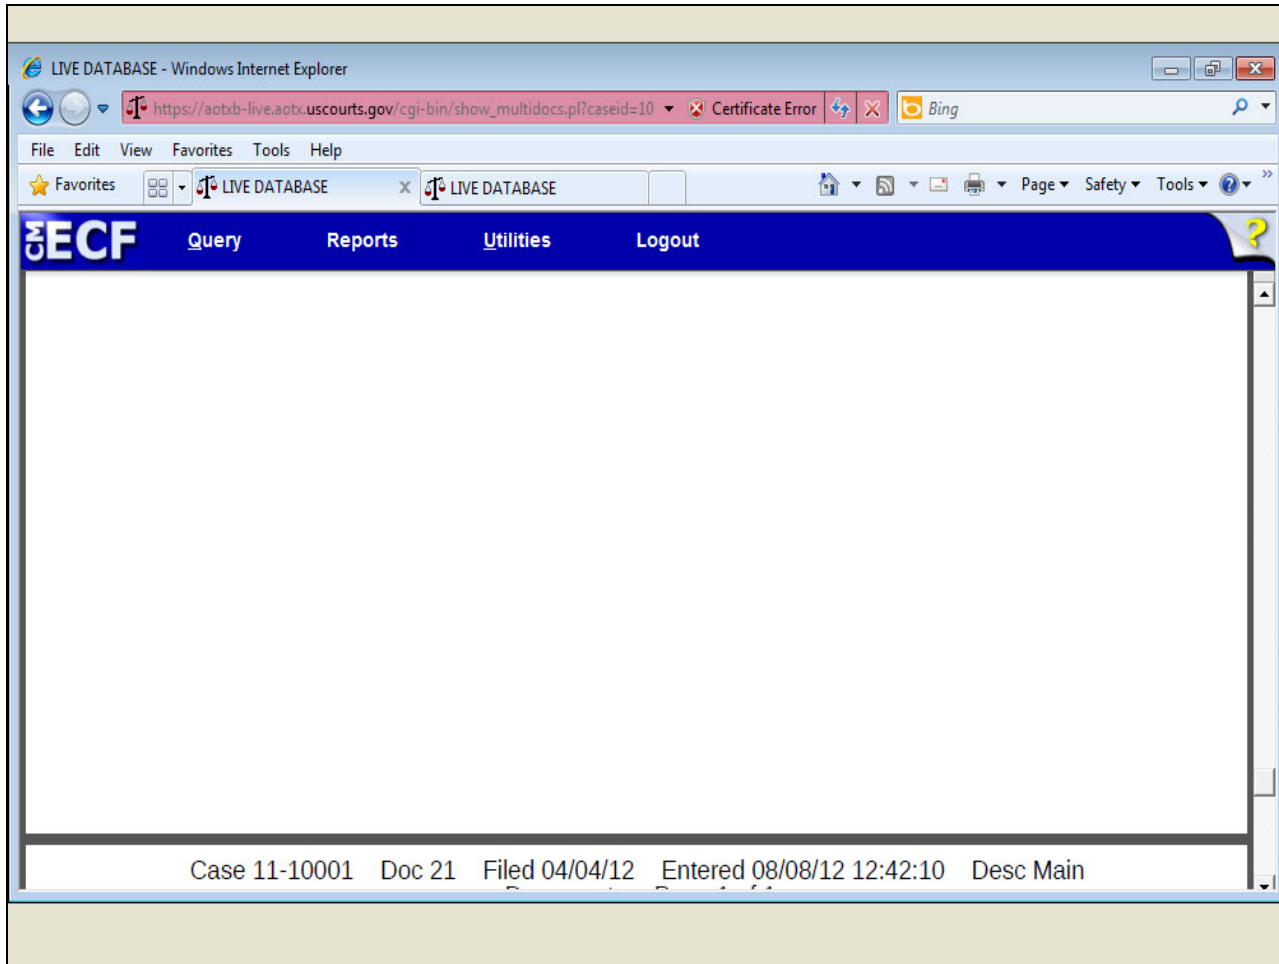 LIVE DATABASE - Windows Internet Explorer
https://aotxb-live.aotx.uscourts.gov/cgi-bin/show_multidocs.pl?caseid=10 Certificate Error Bing
File Edit View Favorites Tools Help
Favorites LIVE DATABASE X LIVE DATABASE Page Safety Tools »
CM ECF Query Reports Utilities Logout ?
Case 11-10001 Doc 21 Filed 04/04/12 Entered 08/08/12 12:42:10 Desc Main